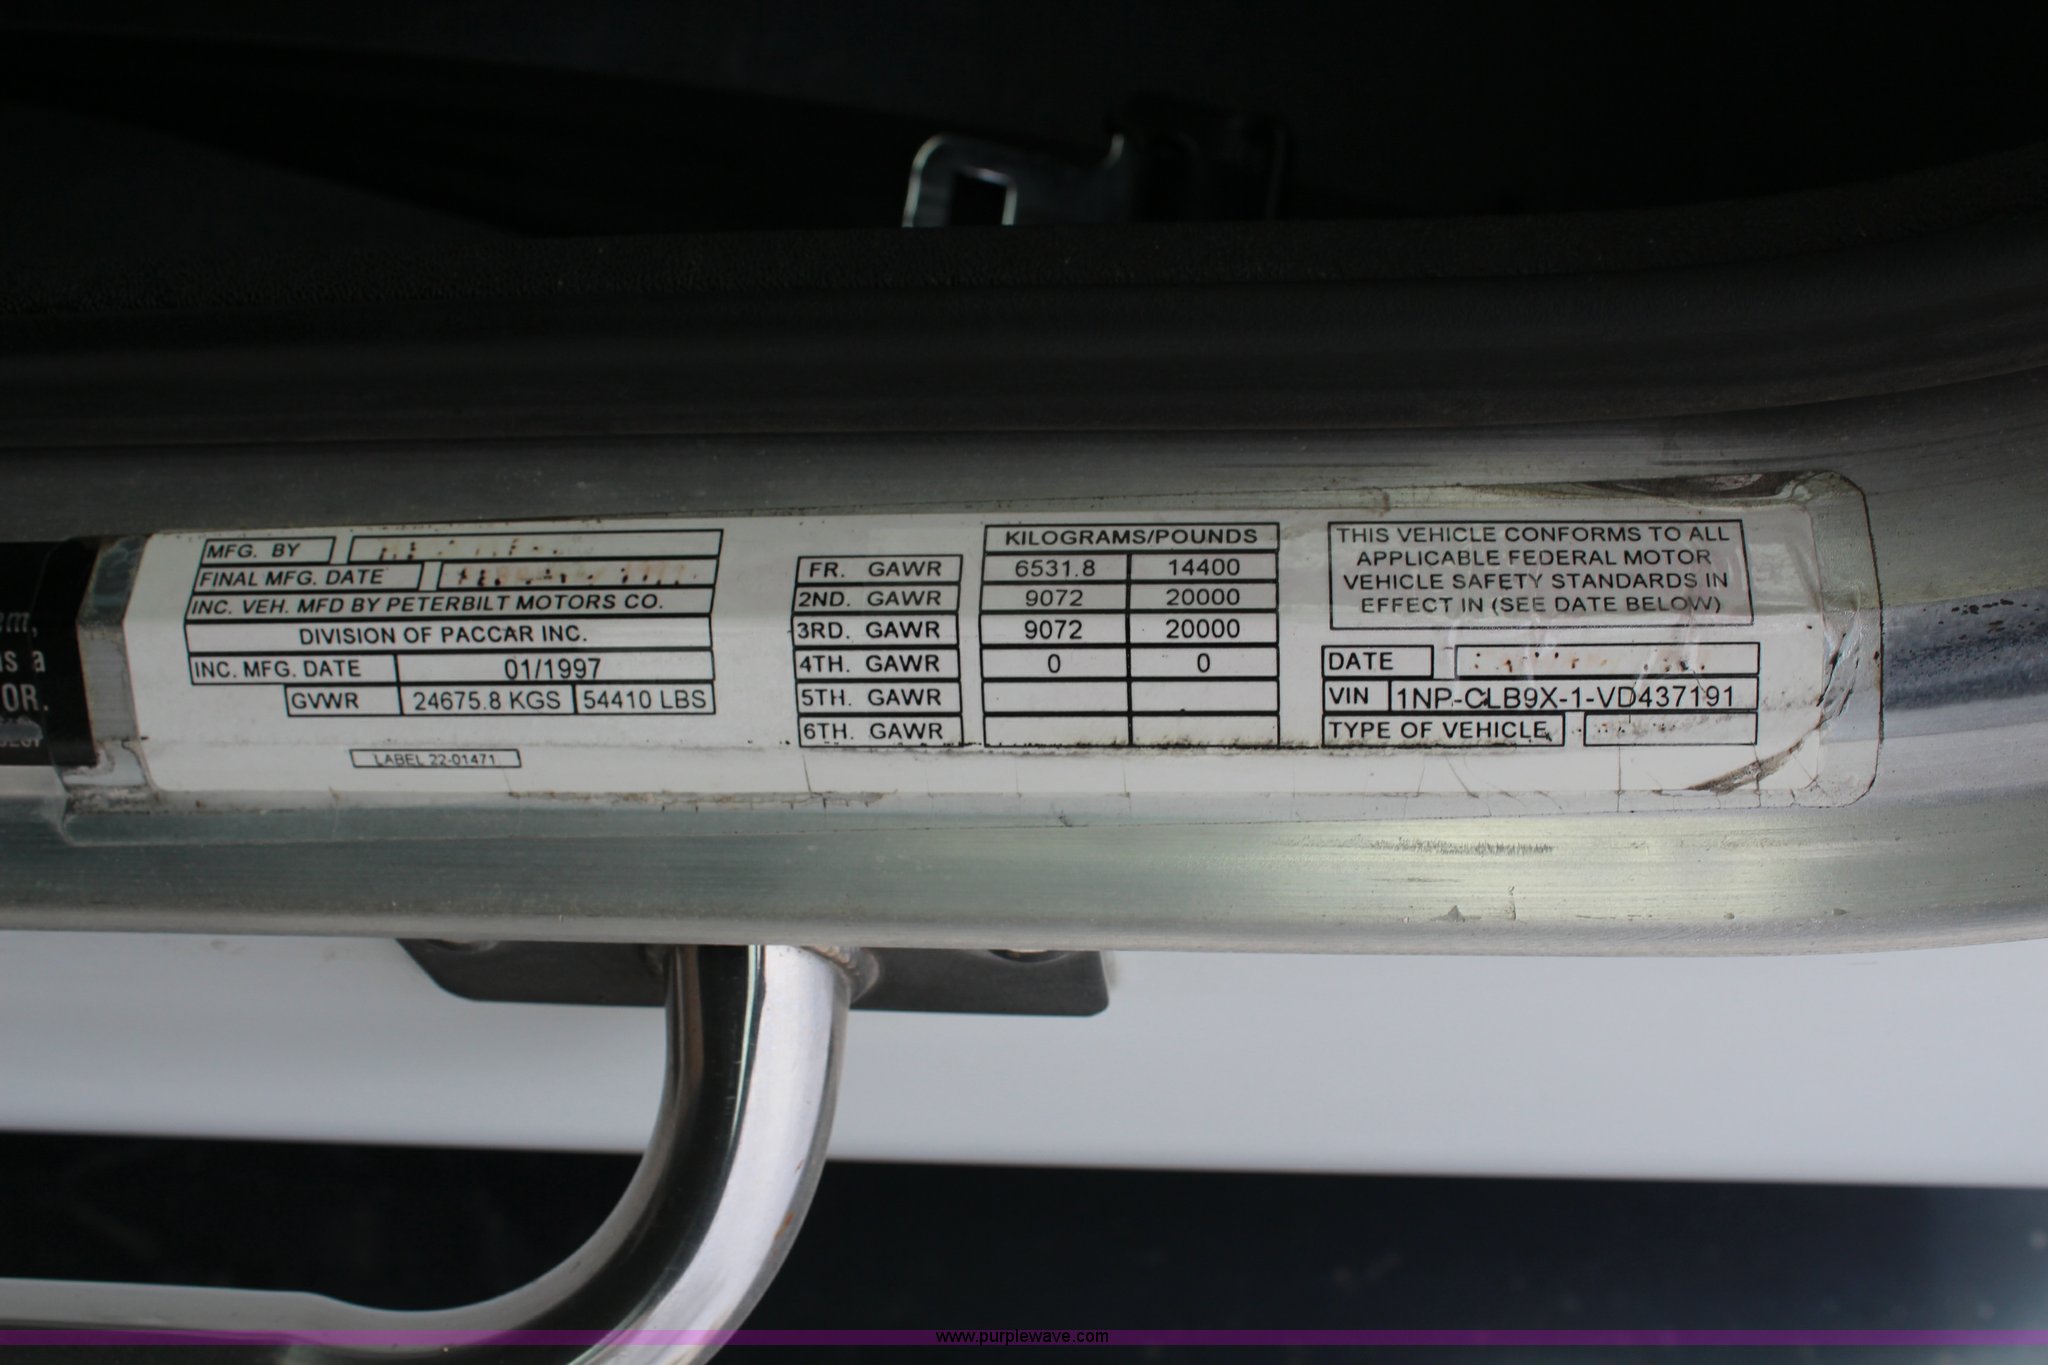 em,
is a
OR.
MFG. BY
FINAL MFG. DATE
INC. VEH. MFD BY PETERBILT MOTORS CO.
DIVISION OF PACCAR INC.
INC. MFG. DATE 01/1997
GVWR 24675.8 KGS 54410 LBS
LABEL 22-01471
KILOGRAMS/POUNDS
FR. GAWR 6531.8 14400
2ND. GAWR 9072 20000
3RD. GAWR 9072 20000
4TH. GAWR 0 0
5TH. GAWR
6TH. GAWR
THIS VEHICLE CONFORMS TO ALL
APPLICABLE FEDERAL MOTOR
VEHICLE SAFETY STANDARDS IN
EFFECT IN (SEE DATE BELOW)
DATE
VIN 1NP-CLB9X-1-VD437191
TYPE OF VEHICLE
www.purplewave.com